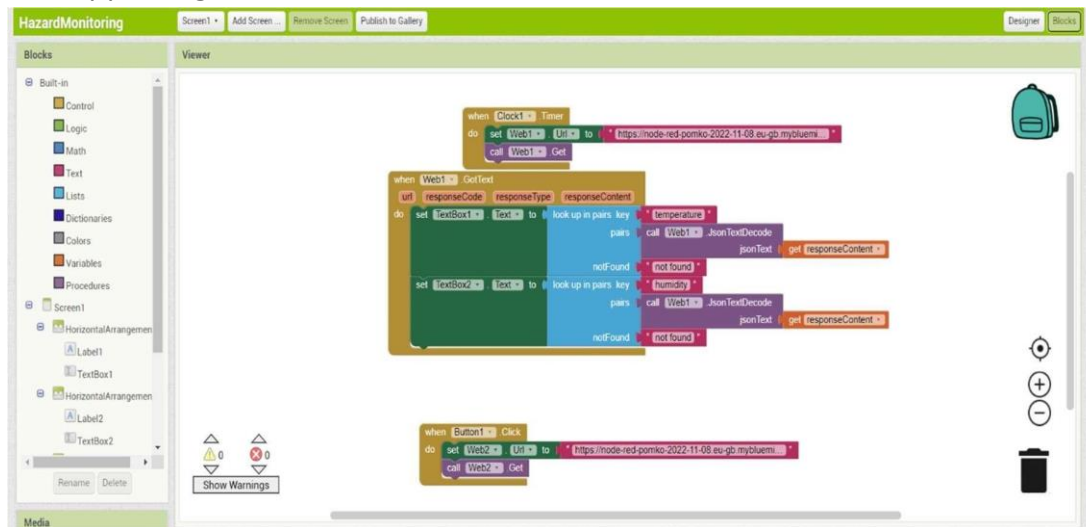 HazardMonitoring
Screen1
Add Screen ...
Remove Screen
Publish to Gallery
Designer
Blocks
Blocks
Viewer
Built-in
Control
Logic
Math
Text
Lists
Dictionaries
Colors
Variables
Procedures
Screen1
HorizontalArrangemen
Label1
TextBox1
HorizontalArrangemen
Label2
TextBox2
Rename
Delete
Media
when Clock1 Timer
do set Web1 . Url to " https://node-red-pomko-2022-11-08.eu-gb.mybluemi... "
call Web1 Get
when Web1 GotText
url responseCode responseType responseContent
do set TextBox1 . Text to look up in pairs key " temperature "
pairs call Web1 JsonTextDecode
jsonText get responseContent
notFound " not found "
set TextBox2 . Text to look up in pairs key " humidity "
pairs call Web1 JsonTextDecode
jsonText get responseContent
notFound " not found "
when Button1 Click
do set Web2 . Url to " https://node-red-pomko-2022-11-08.eu-gb.mybluemi... "
call Web2 Get
0
0
Show Warnings